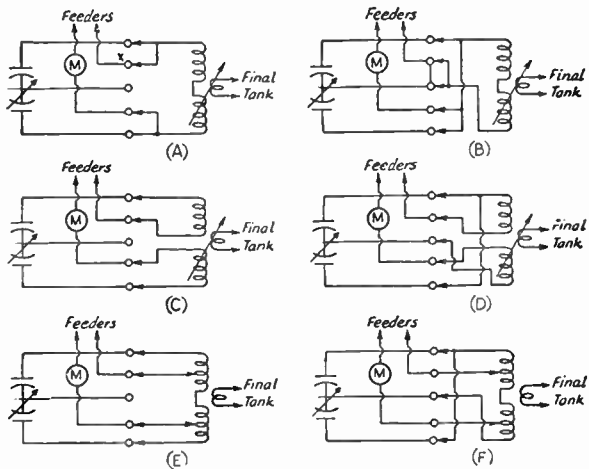 Feeders
Feeders
x
M
M
Final
Tank
Final
Tank
(A)
(B)
Feeders
Feeders
M
M
Final
Tank
Final
Tank
(C)
(D)
Feeders
Feeders
M
M
Final
Tank
Final
Tank
(E)
(F)